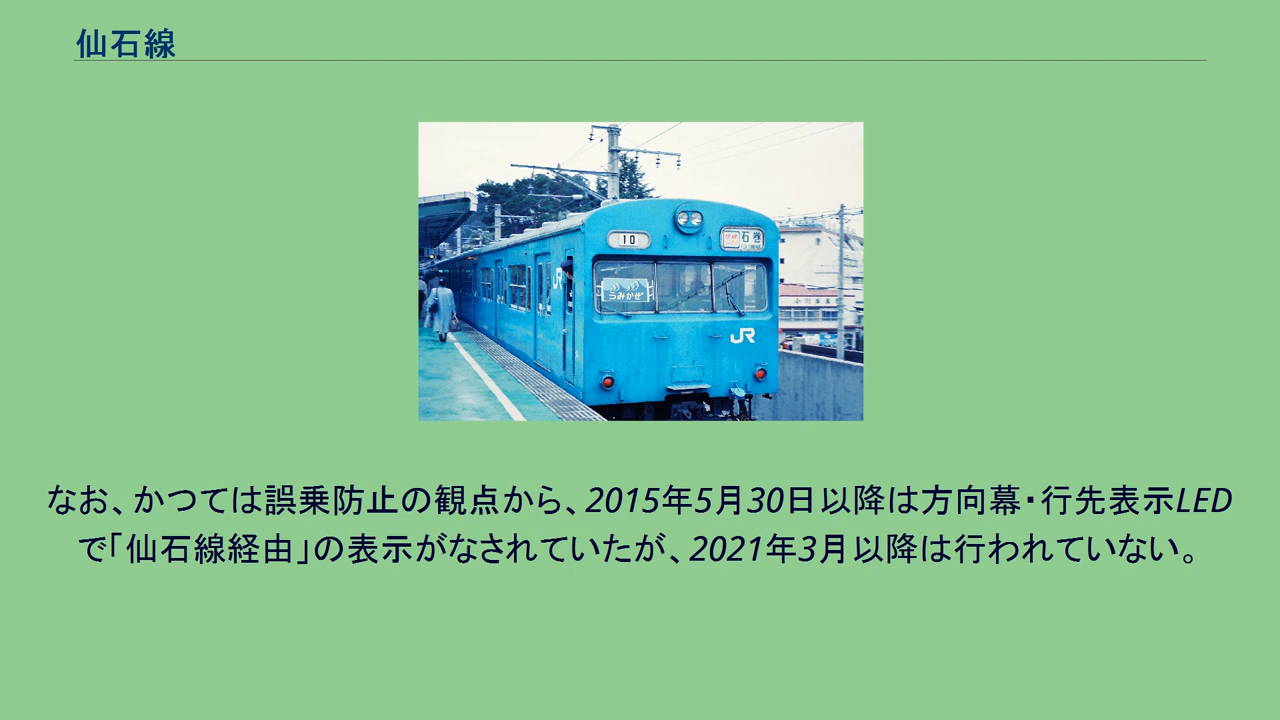 仙石線
10
石巻
JR
うみかぜ
JR
なお、かつては誤乗防止の観点から、2015年5月30日以降は方向幕・行先表示LED
で「仙石線経由」の表示がなされていたが、2021年3月以降は行われていない。